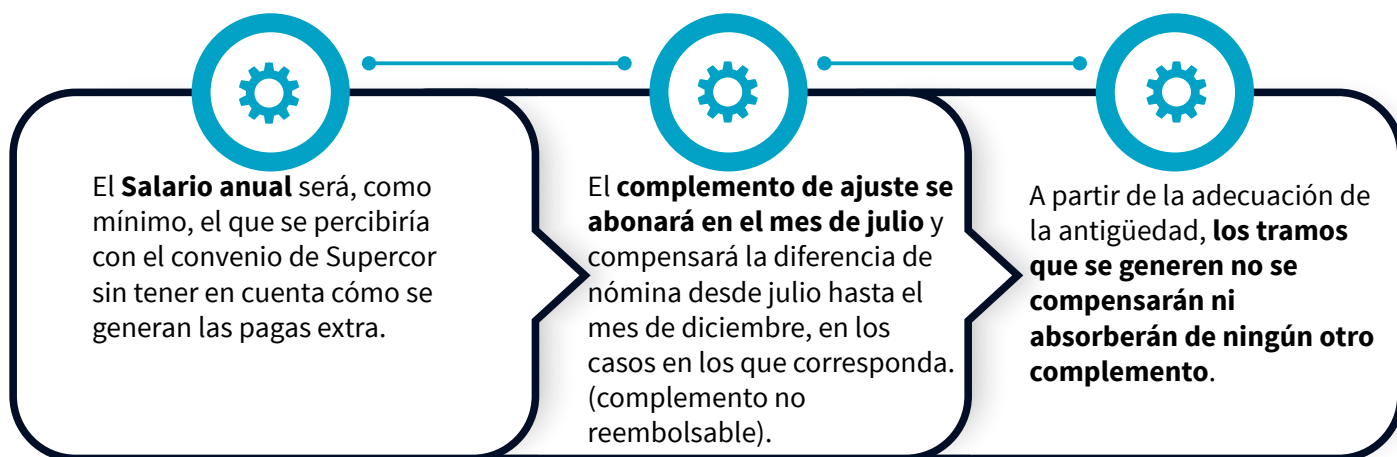 El Salario anual será, como
mínimo, el que se percibiría
con el convenio de Supercor
sin tener en cuenta cómo se
generan las pagas extra.
El complemento de ajuste se
abonará en el mes de julio y
compensará la diferencia de
nómina desde julio hasta el
mes de diciembre, en los
casos en los que corresponda.
(complemento no
reembolsable).
A partir de la adecuación de
la antigüedad, los tramos
que se generen no se
compensarán ni
absorberán de ningún otro
complemento.